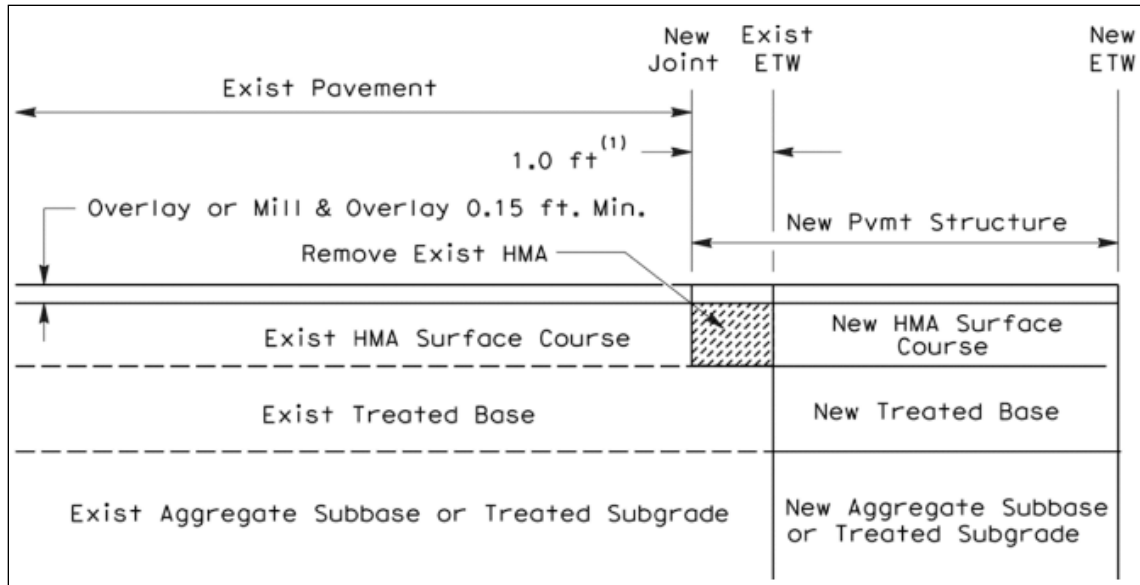 New
Joint
Exist
ETW
New
ETW
Exist Pavement
1.0 ft(1)
Overlay or Mill & Overlay 0.15 ft. Min.
New Pvmt Structure
Remove Exist HMA
Exist HMA Surface Course
New HMA Surface
Course
Exist Treated Base
New Treated Base
Exist Aggregate Subbase or Treated Subgrade
New Aggregate Subbase
or Treated Subgrade